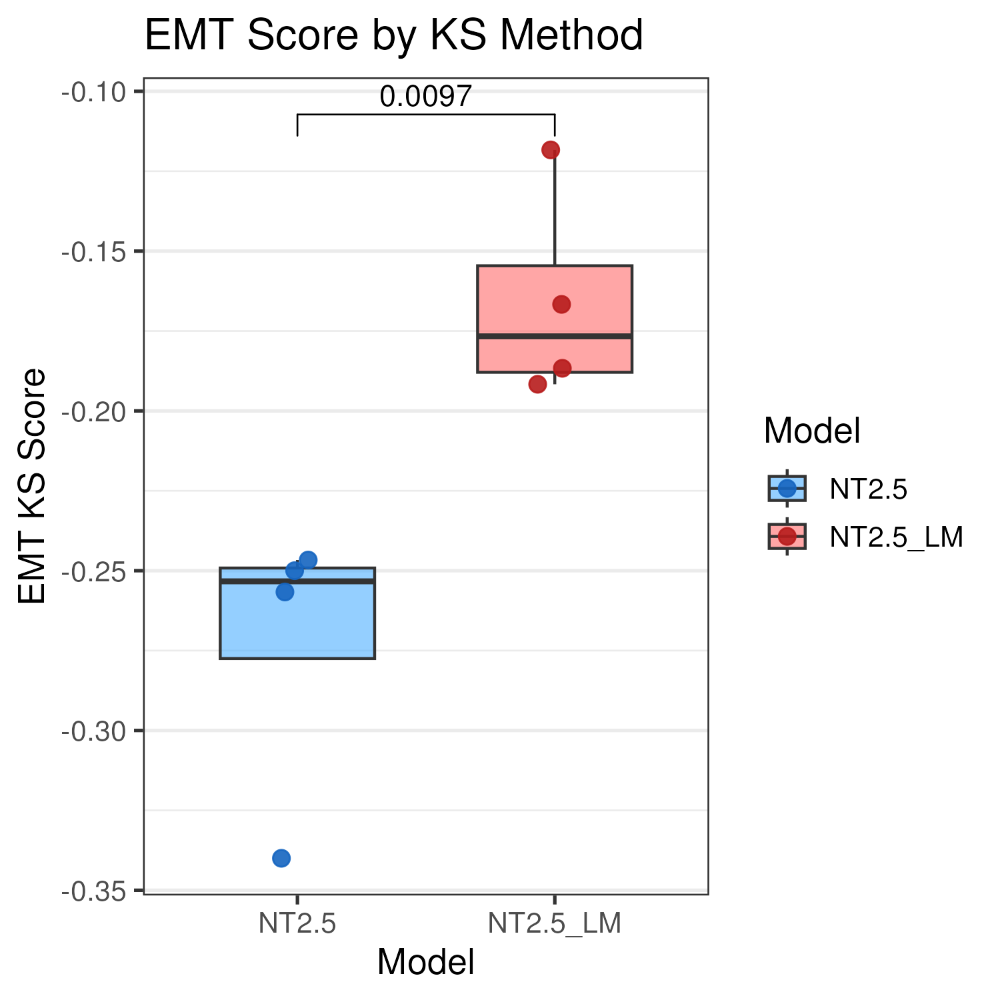 EMT Score by KS Method
0.0097
-0.10
-0.15
-0.20
-0.25
-0.30
-0.35
EMT KS Score
NT2.5
NT2.5_LM
Model
Model
NT2.5
NT2.5_LM